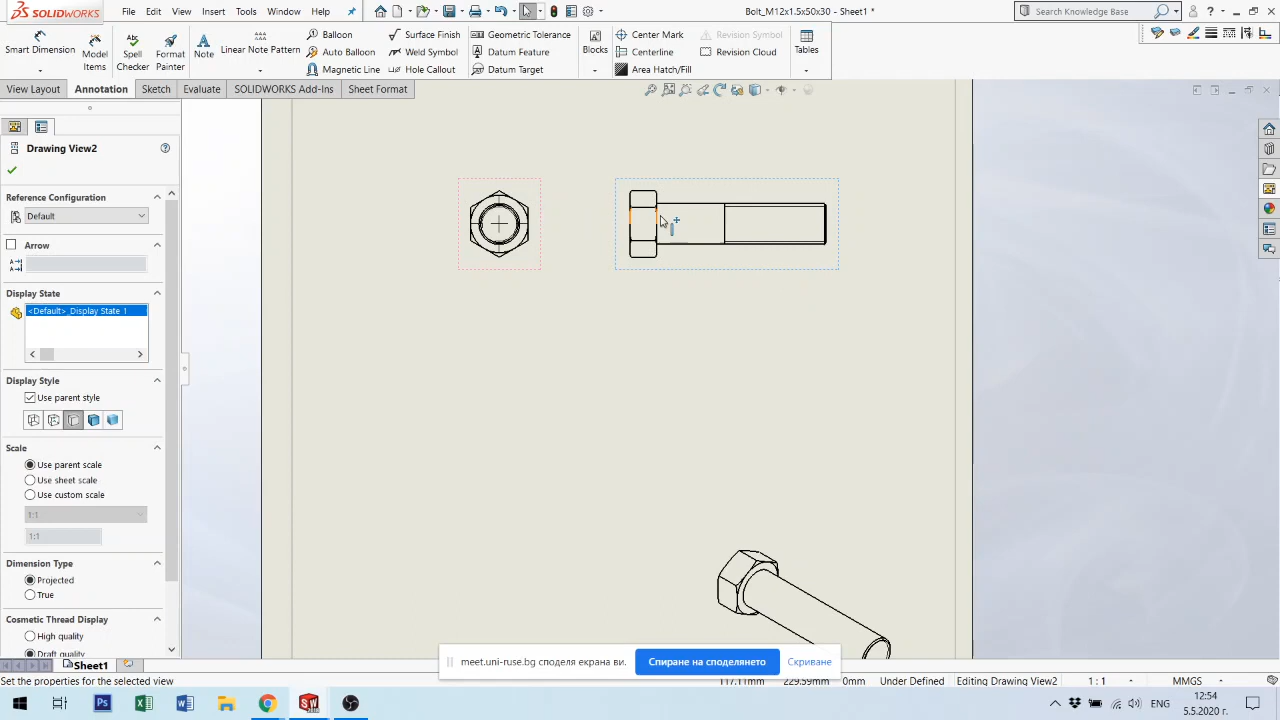 SOLIDWORKS
File
Edit
View
Insert
Tools
Window
Help
Bolt_M12x1.5x50x30 - Sheet1 *
Search Knowledge Base
Smart Dimension
Model Items
Spell Checker
Format Painter
Note
Linear Note Pattern
Balloon
Auto Balloon
Magnetic Line
Surface Finish
Weld Symbol
Hole Callout
Geometric Tolerance
Datum Feature
Datum Target
Blocks
Center Mark
Centerline
Area Hatch/Fill
Revision Symbol
Revision Cloud
Tables
View Layout
Annotation
Sketch
Evaluate
SOLIDWORKS Add-Ins
Sheet Format
Drawing View2
Reference Configuration
Default
Arrow
Display State
<Default>_Display State 1
Display Style
Use parent style
Scale
Use parent scale
Use sheet scale
Use custom scale
1:1
1:1
Dimension Type
Projected
True
Cosmetic Thread Display
High quality
Draft quality
Sheet1
meet.uni-ruse.bg споделя екрана ви.
Спиране на споделянето
Скриване
Set the properties for the selected view
117.11mm
229.59mm
0mm
Under Defined
Editing Drawing View2
1 : 1
MMGS
Ps
ENG
12:54
5.5.2020 г.